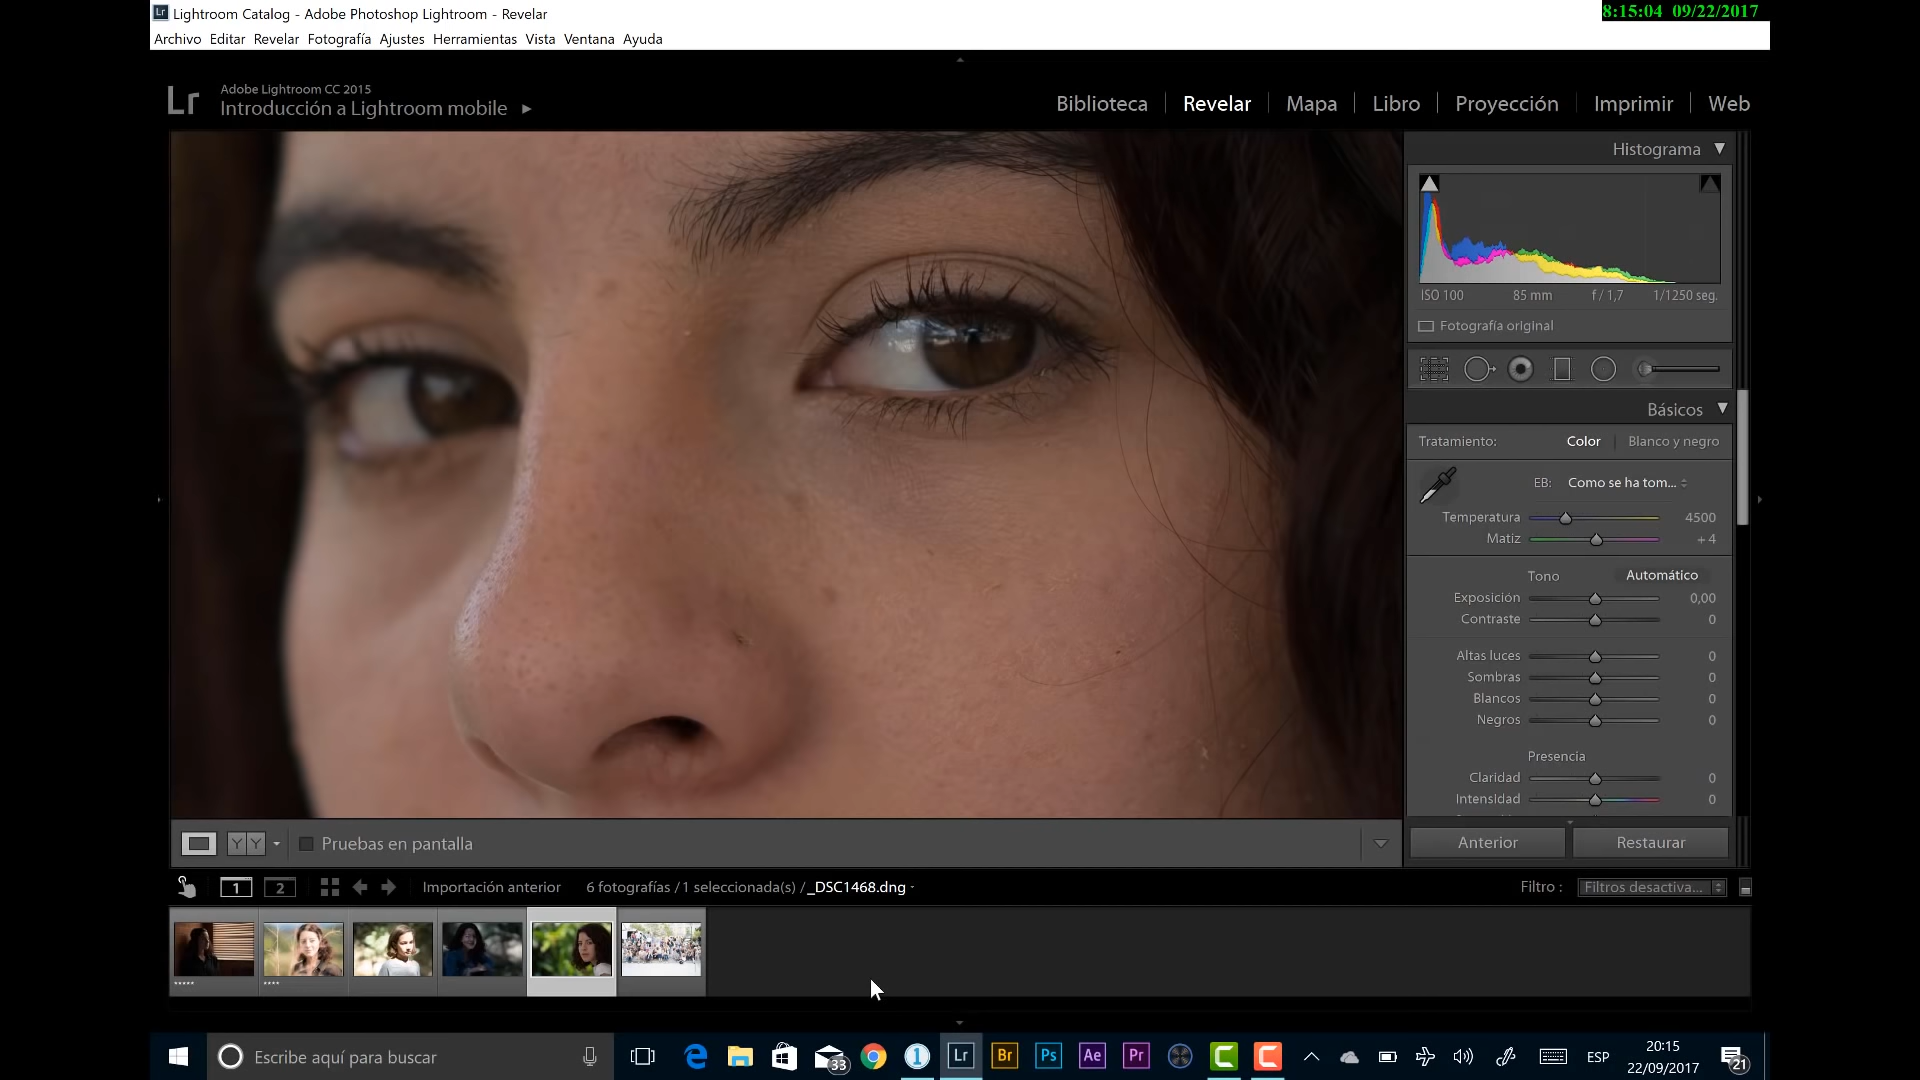 Lr Lightroom Catalog - Adobe Photoshop Lightroom - Revelar
8:15:04 09/22/2017
Archivo Editar Revelar Fotografía Ajustes Herramientas Vista Ventana Ayuda
Lr
Adobe Lightroom CC 2015
Introducción a Lightroom mobile
Biblioteca Revelar Mapa Libro Proyección Imprimir Web
Histograma
ISO 100 85 mm f / 1,7 1/1250 seg.
Fotografía original
Básicos
Tratamiento: Color Blanco y negro
EB: Como se ha tom...
Temperatura 4500
Matiz + 4
Tono Automático
Exposición 0,00
Contraste 0
Altas luces 0
Sombras 0
Blancos 0
Negros 0
Presencia
Claridad 0
Intensidad 0
Y Y Pruebas en pantalla
Anterior Restaurar
1 2 Importación anterior 6 fotografías / 1 seleccionada(s) / _DSC1468.dng
Filtro : Filtros desactiva...
Escribe aquí para buscar
33
1
Lr Br Ps Ae Pr
ESP
20:15
22/09/2017
21